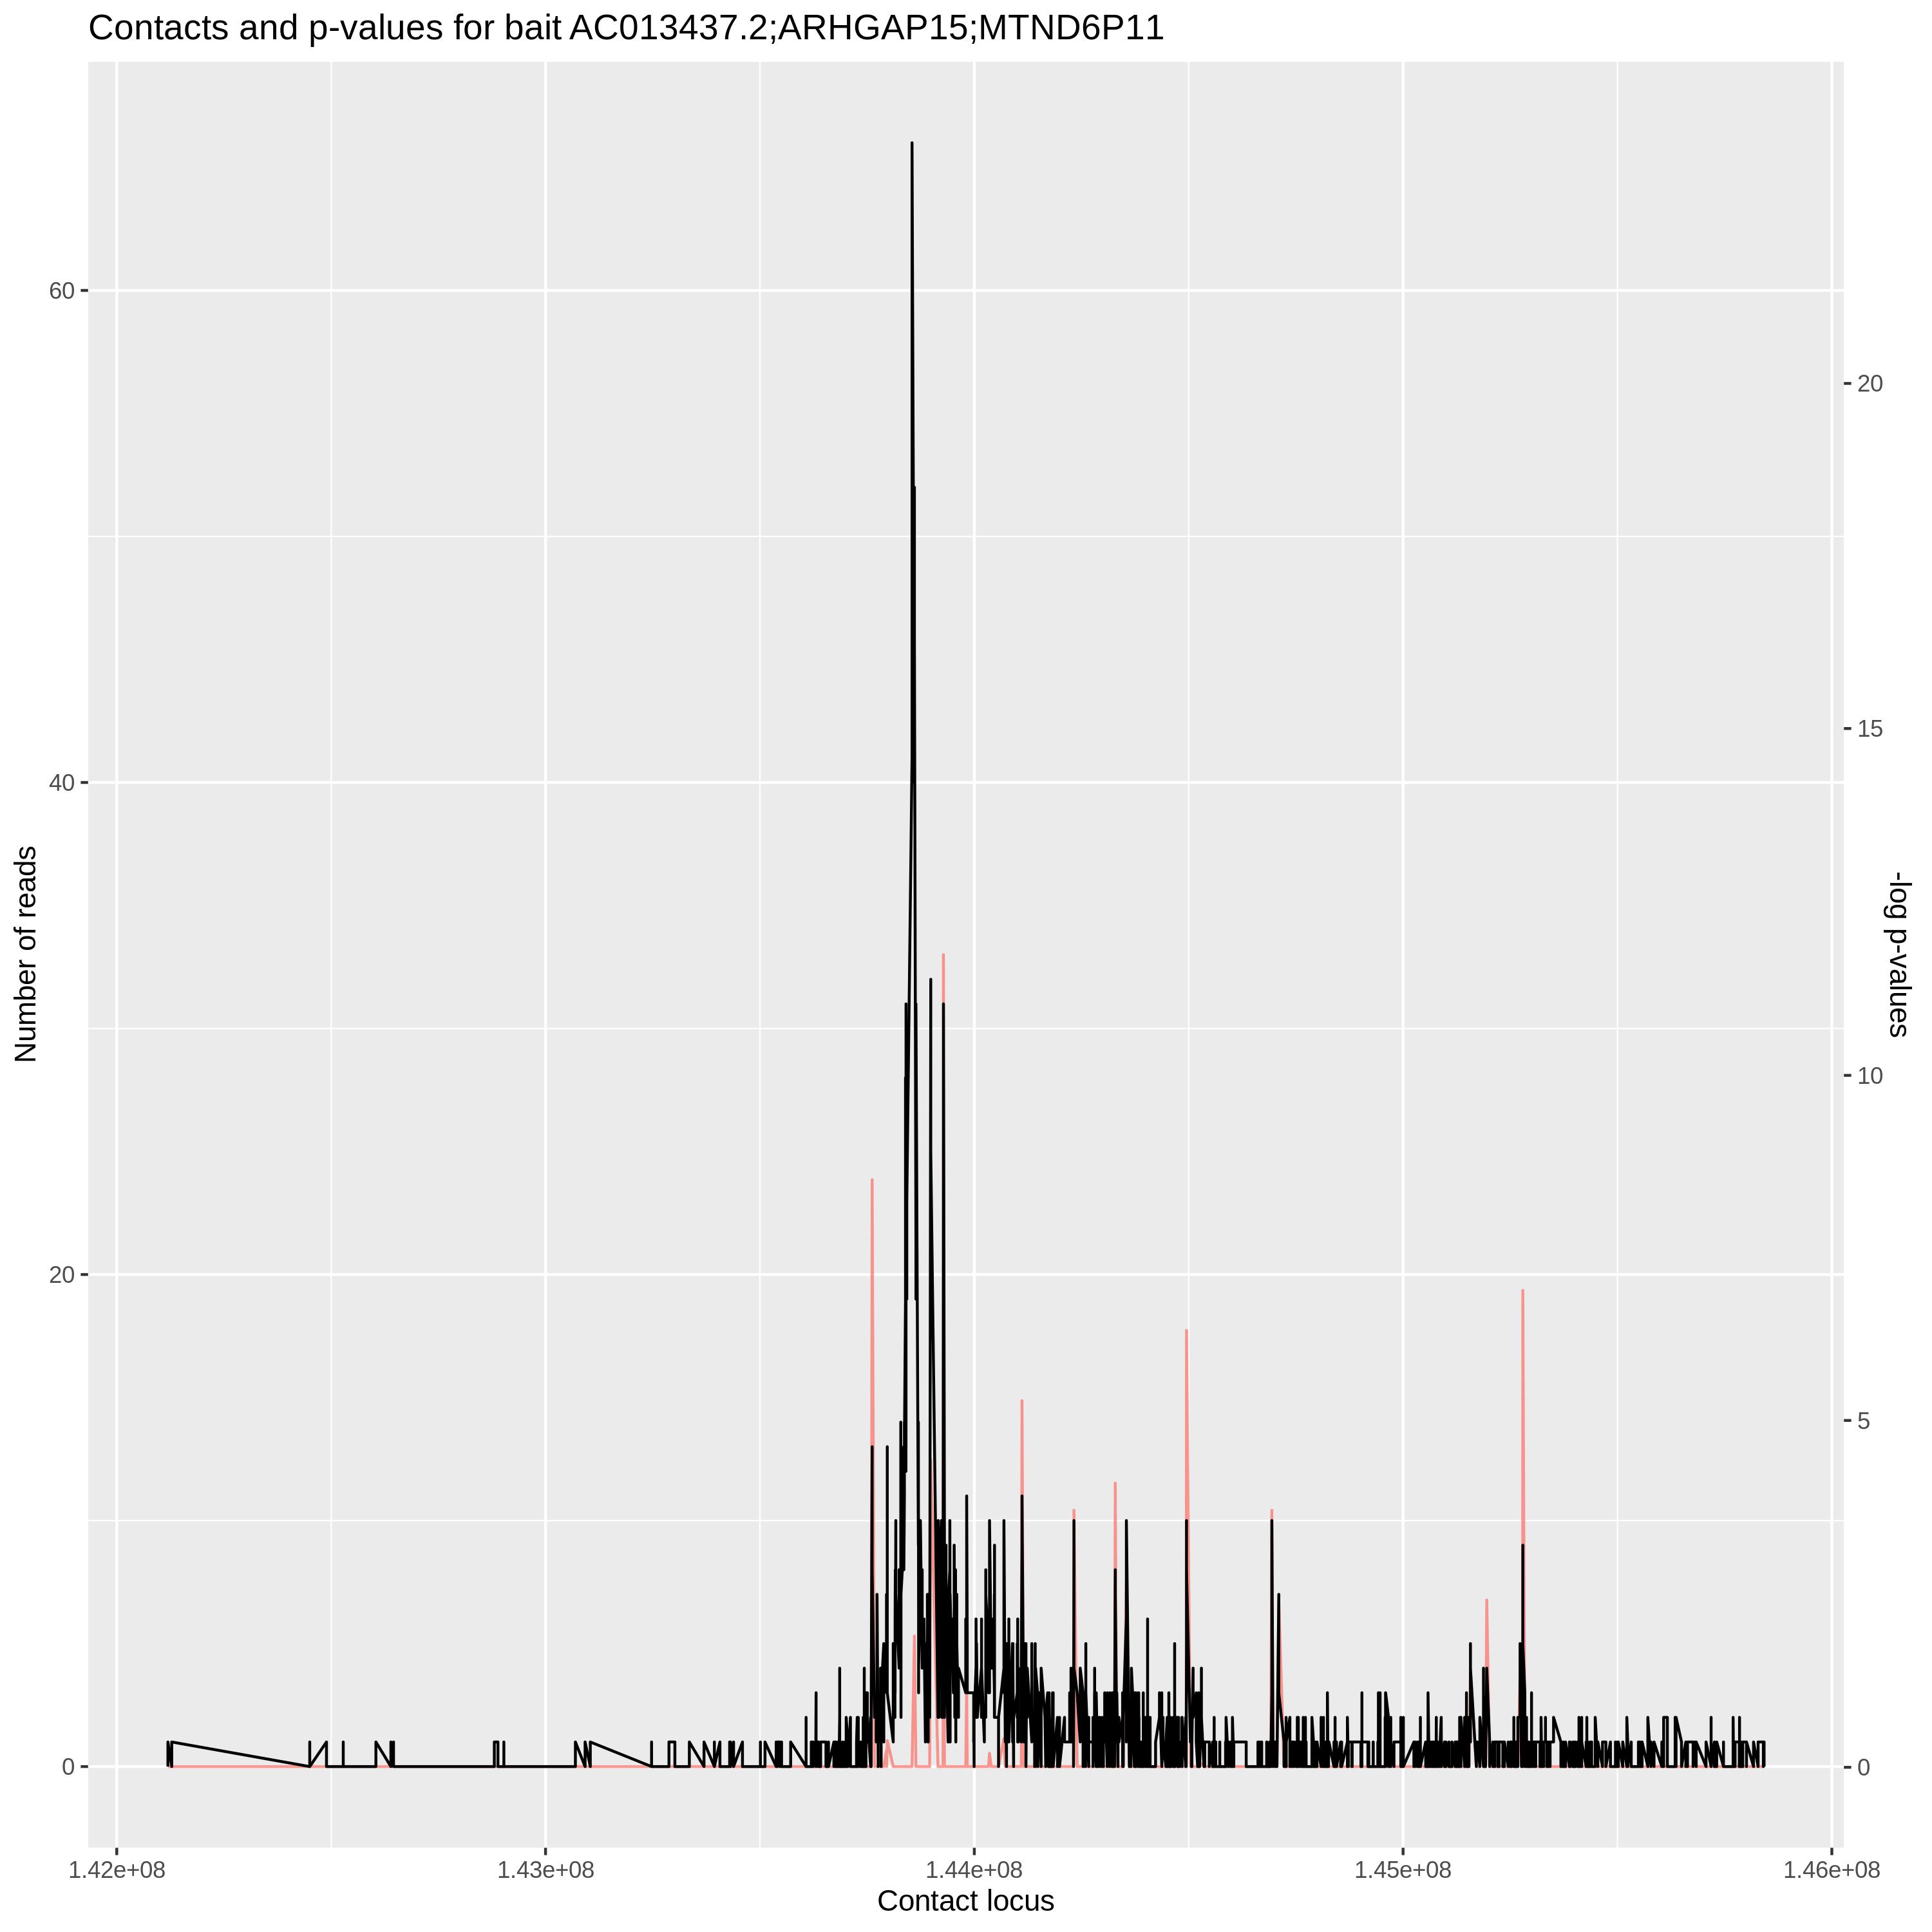 Contacts and p-values for bait AC013437.2;ARHGAP15;MTND6P11
60
40
20
0
Number of reads
20
15
10
5
0
-log p-values
1.42e+08
1.43e+08
1.44e+08
1.45e+08
1.46e+08
Contact locus